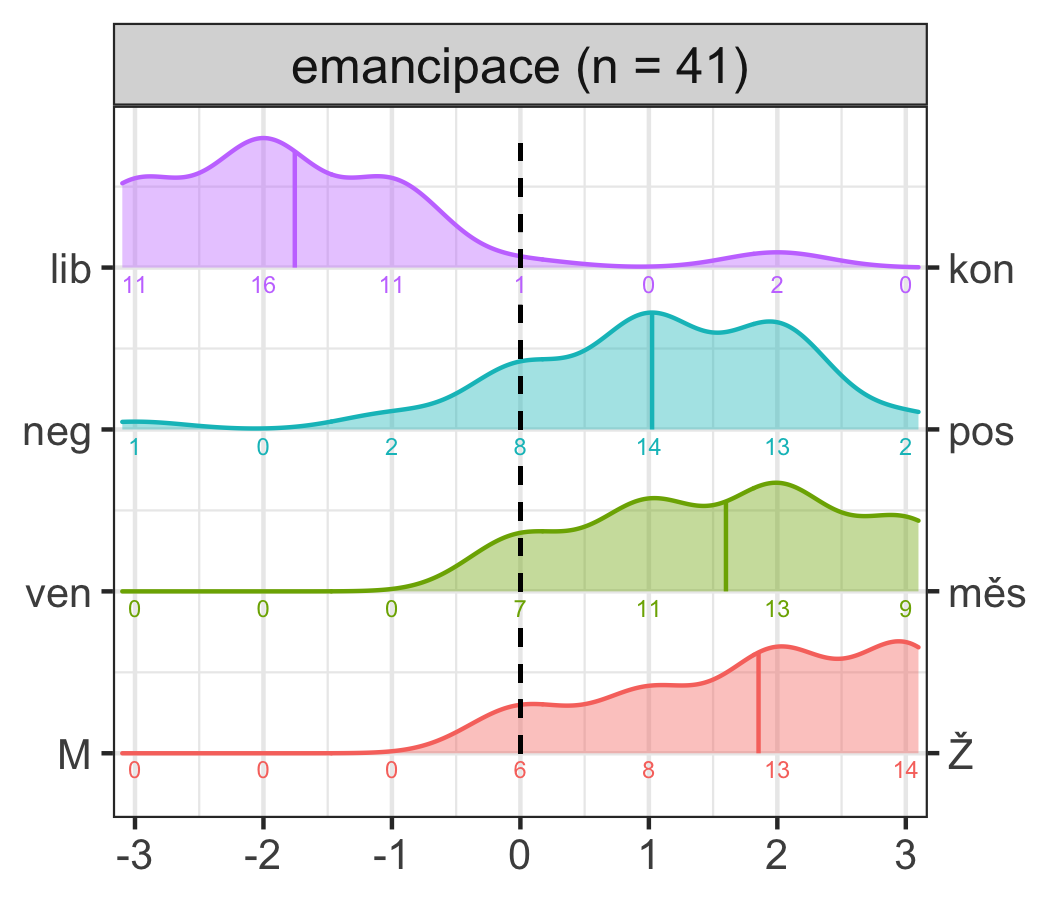 emancipace (n = 41)
lib kon
11 16 11 1 0 2 0
neg pos
1 0 2 8 14 13 2
ven měs
0 0 0 7 11 13 9
M Ž
0 0 0 6 8 13 14
-3 -2 -1 0 1 2 3